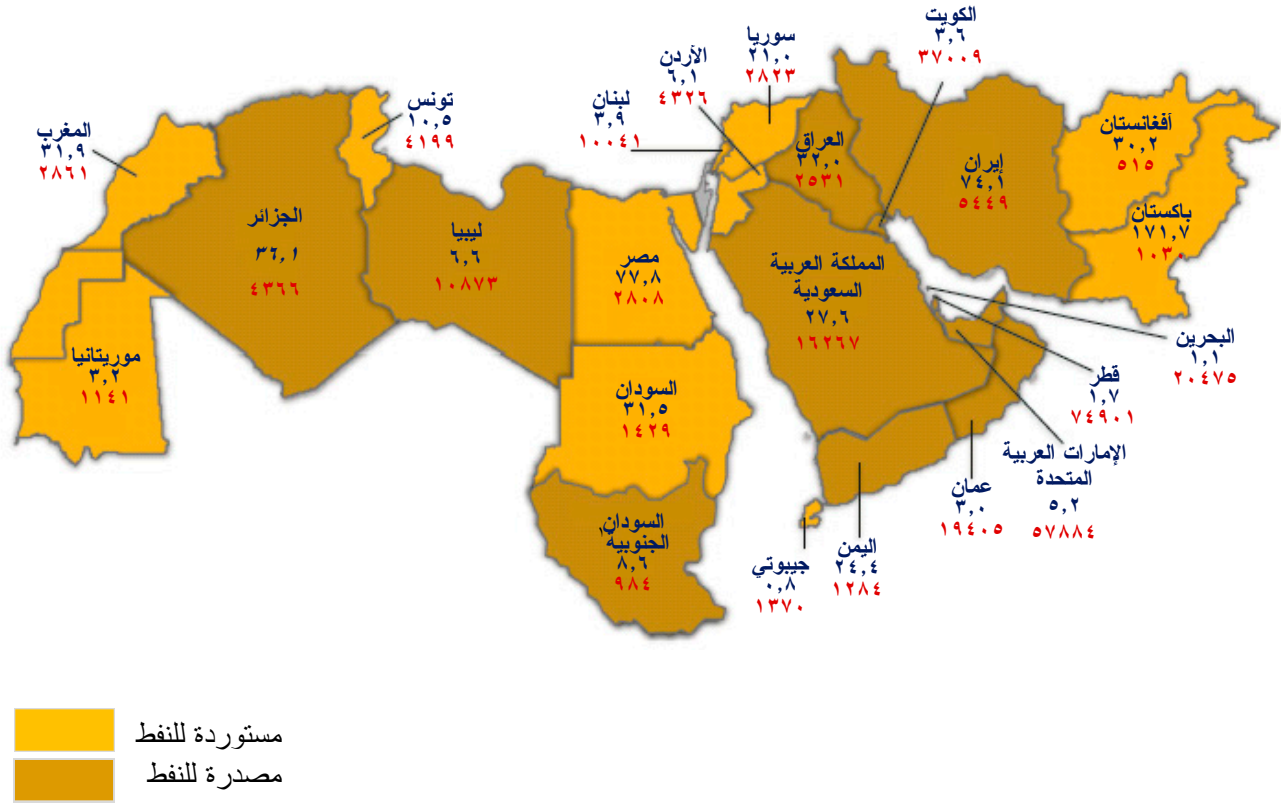 الكويت
٣,٦
٣٧٠٠٩
سوريا
٢١,٠
٢٨٢٣
الأردن
٦,١
٤٣٢٦
لبنان
٣,٩
١٠٠٤١
تونس
١٠,٥
٤١٩٩
المغرب
٣١,٩
٢٨٦١
أفغانستان
٣٠,٢
٥١٥
العراق
٣٢,٠
٢٥٣١
إيران
٧٤,١
٥٤٤٩
باكستان
١٧١,٧
١٠٣٠
الجزائر
٣٦,١
٤٣٦٦
ليبيا
٦,٦
١٠٨٧٣
مصر
٧٧,٨
٢٨٠٨
المملكة العربية
السعودية
٢٧,٦
١٦٢٦٧
البحرين
١,١
٢٠٤٧٥
موريتانيا
٣,٢
١١٤١
قطر
١,٧
٧٤٩٠١
السودان
٣١,٥
١٤٢٩
الإمارات العربية
المتحدة
٥,٢
٥٧٨٨٤
عمان
٣,٠
١٩٤٠٥
السودان
الجنوبية١
٨,٦
٩٨٤
اليمن
٢٤,٤
١٢٨٤
جيبوتي
٠,٨
١٣٧٠
مستوردة للنفط
مصدرة للنفط